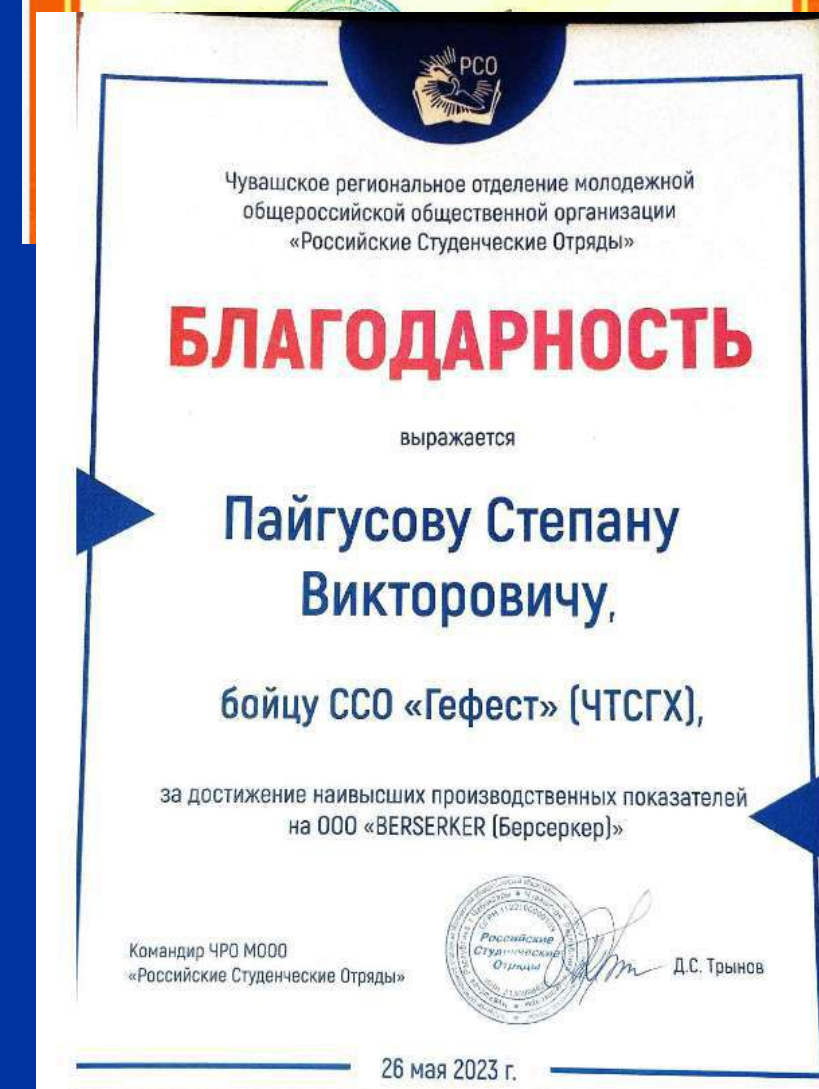 РСО
Чувашское региональное отделение молодежной
общероссийской общественной организации
«Российские Студенческие Отряды»
БЛАГОДАРНОСТЬ
выражается
Пайгусову Степану
Викторовичу,
бойцу ССО «Гефест» (ЧТСГХ),
за достижение наивысших производственных показателей
на ООО «BERSERKER (Берсеркер)»
Российские
Студенческие
Отряды
Командир ЧРО МООО
«Российские Студенческие Отряды»
Д.С. Трынов
26 мая 2023 г.